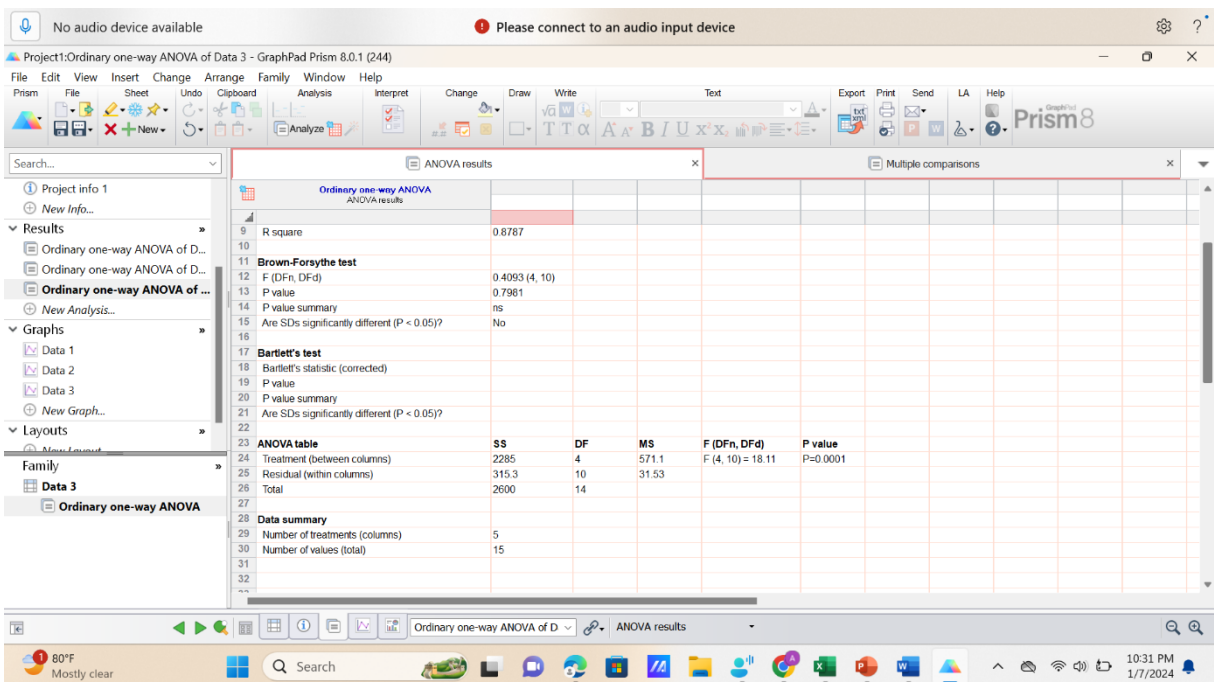 No audio device available
Please connect to an audio input device
?
Project1:Ordinary one-way ANOVA of Data 3 - GraphPad Prism 8.0.1 (244)
File Edit View Insert Change Arrange Family Window Help
Prism File Sheet Undo Clipboard Analysis Interpret Change Draw Write Text Export Print Send LA Help
New Analyze √α T T α A A B I U X² X₂ A txt xml GraphPad Prism 8
Search...
ANOVA results
Multiple comparisons
Project info 1
New Info...
Results
Ordinary one-way ANOVA of D...
Ordinary one-way ANOVA of D...
Ordinary one-way ANOVA of ...
New Analysis...
Graphs
Data 1
Data 2
Data 3
New Graph...
Layouts
New Layout...
Family
Data 3
Ordinary one-way ANOVA
Ordinary one-way ANOVA
ANOVA results
9 R square 0.8787
10
11 Brown-Forsythe test
12 F (DFn, DFd) 0.4093 (4, 10)
13 P value 0.7981
14 P value summary ns
15 Are SDs significantly different (P < 0.05)? No
16
17 Bartlett's test
18 Bartlett's statistic (corrected)
19 P value
20 P value summary
21 Are SDs significantly different (P < 0.05)?
22
23 ANOVA table SS DF MS F (DFn, DFd) P value
24 Treatment (between columns) 2285 4 571.1 F (4, 10) = 18.11 P=0.0001
25 Residual (within columns) 315.3 10 31.53
26 Total 2600 14
27
28 Data summary
29 Number of treatments (columns) 5
30 Number of values (total) 15
31
32
Ordinary one-way ANOVA of D
ANOVA results
1
80°F
Mostly clear
Search
10:31 PM
1/7/2024